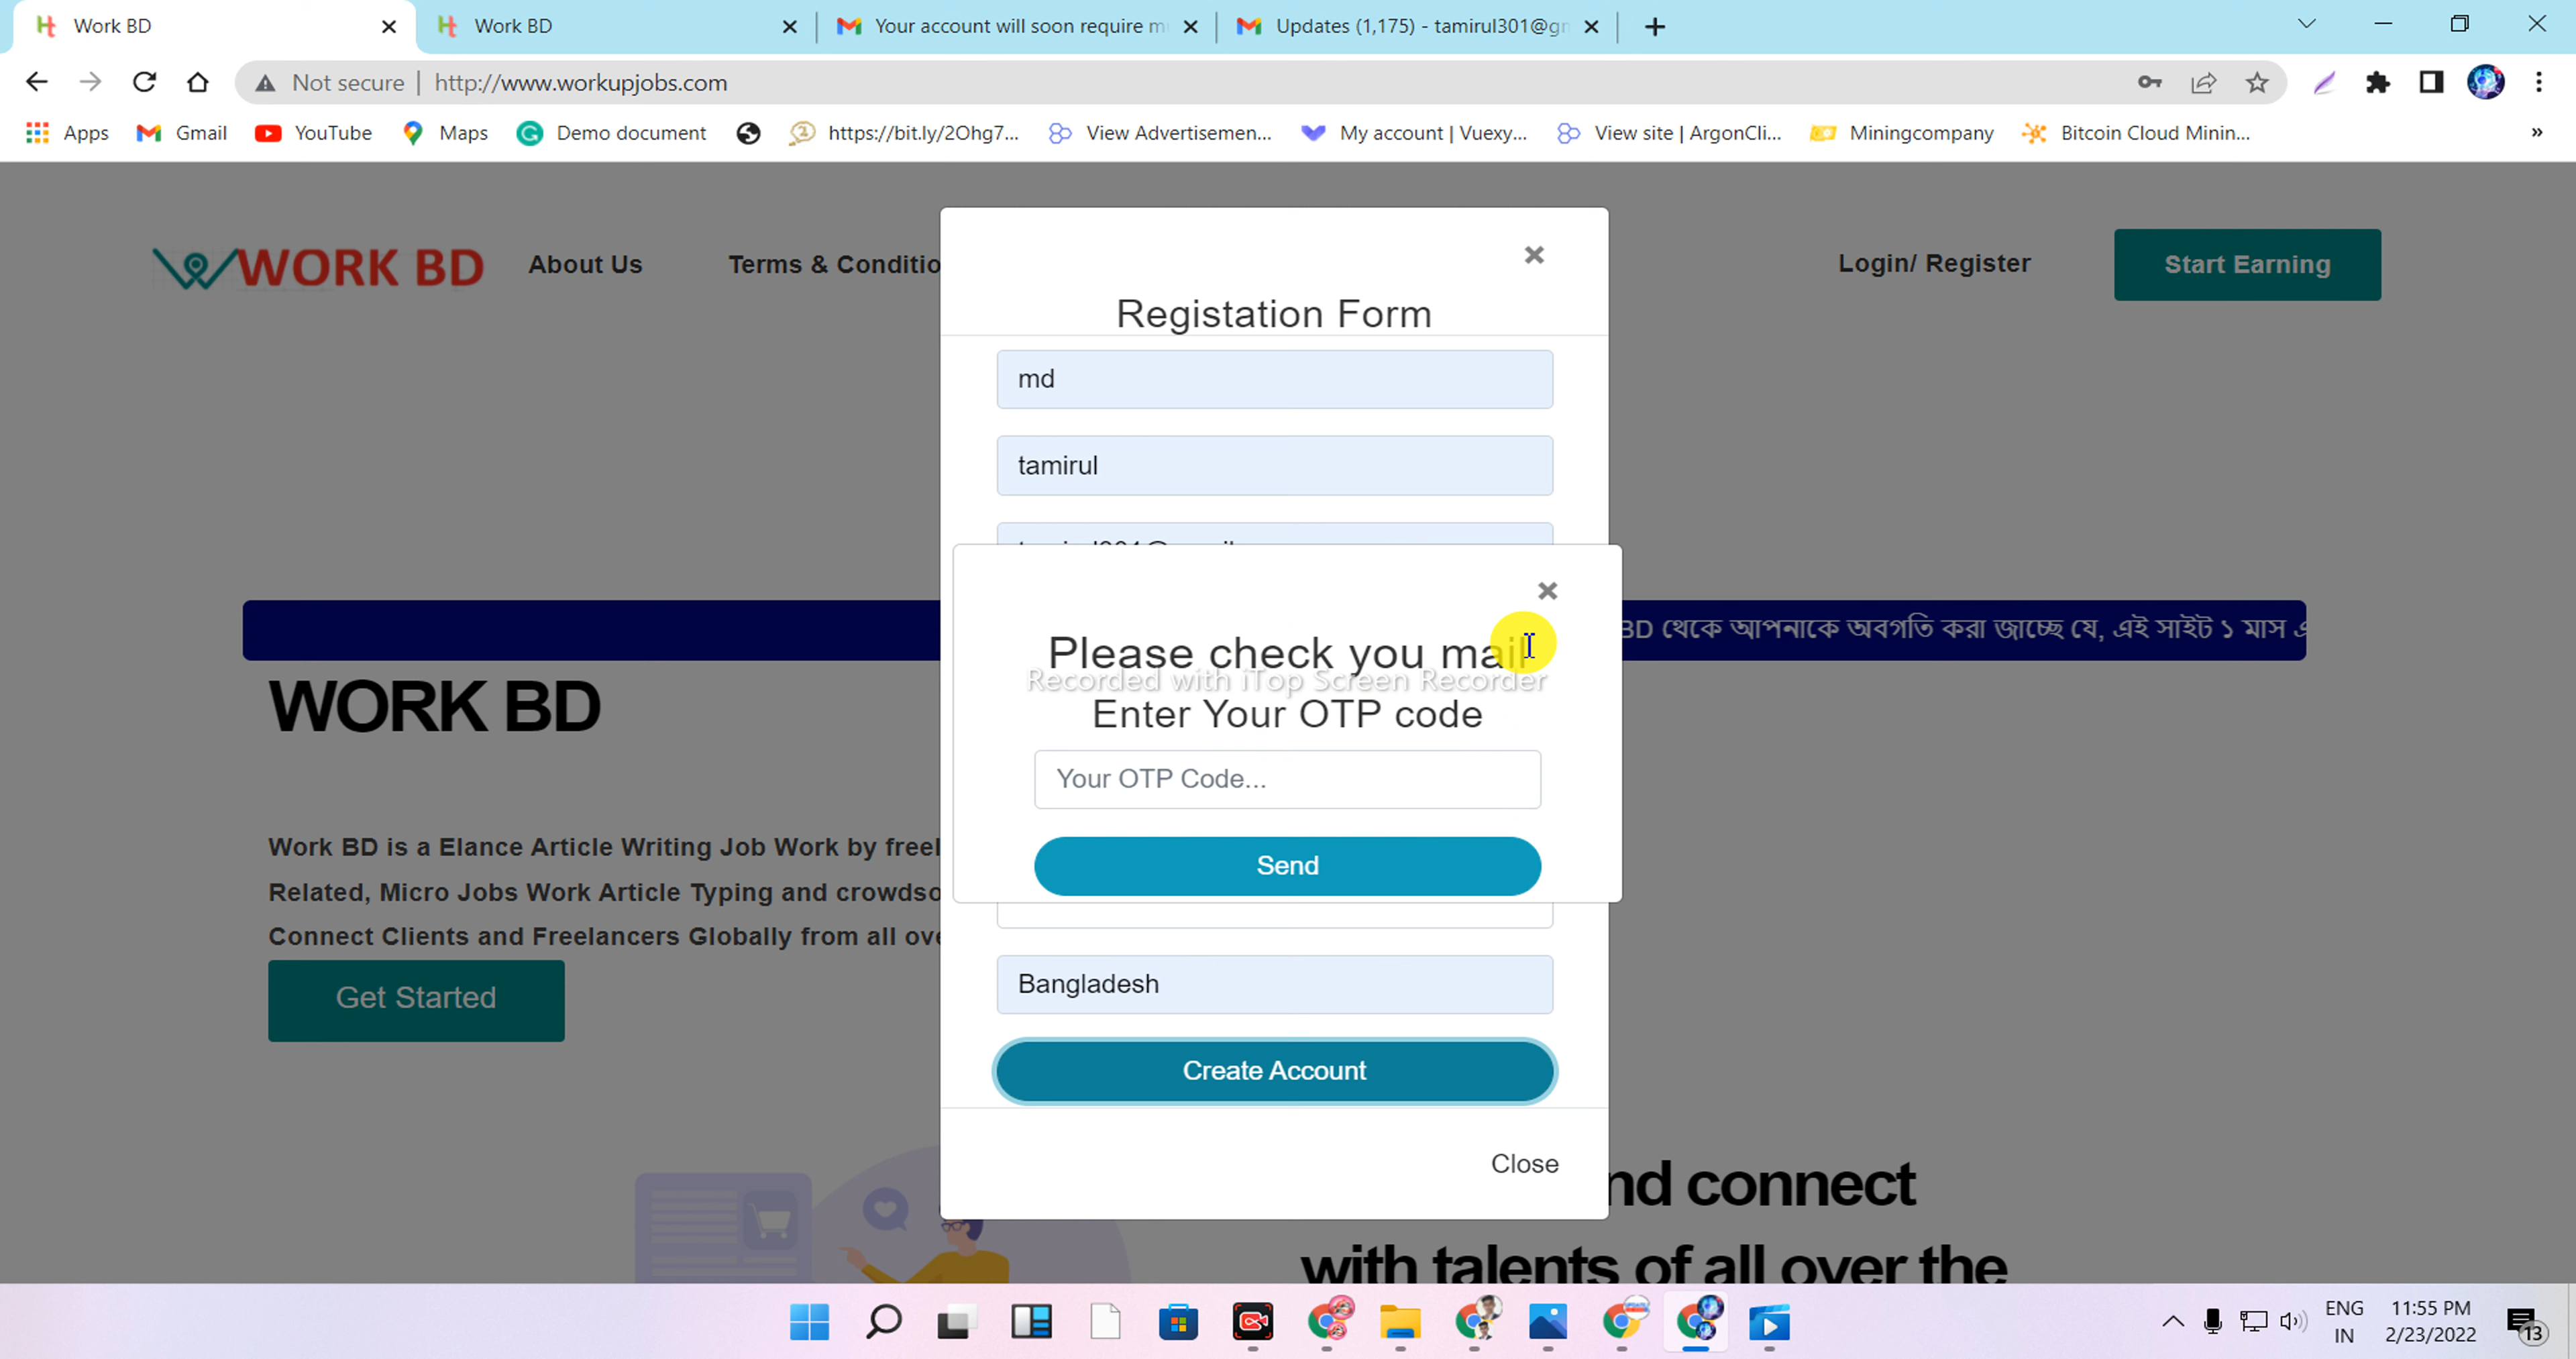 Work BD
Work BD
Your account will soon require m
Updates (1,175) - tamirul301@gn
Not secure
http://www.workupjobs.com
Apps
Gmail
YouTube
Maps
Demo document
https://bit.ly/2Ohg7...
View Advertisemen...
My account | Vuexy...
View site | ArgonCli...
Miningcompany
Bitcoin Cloud Minin...
»
WORK BD
About Us
Terms & Conditio
Login/ Register
Start Earning
Registation Form
md
tamirul
BD থেকে আপনাকে অবগতি করা জাচ্ছে যে, এই সাইট ১ মাস
Please check you mail
Recorded with iTop Screen Recorder
Enter Your OTP code
Your OTP Code...
Send
WORK BD
Work BD is a Elance Article Writing Job Work by freel
Related, Micro Jobs Work Article Typing and crowdso
Connect Clients and Freelancers Globally from all ove
Get Started
Bangladesh
Create Account
Close
nd connect
with talents of all over the
ENG
IN
11:55 PM
2/23/2022
13